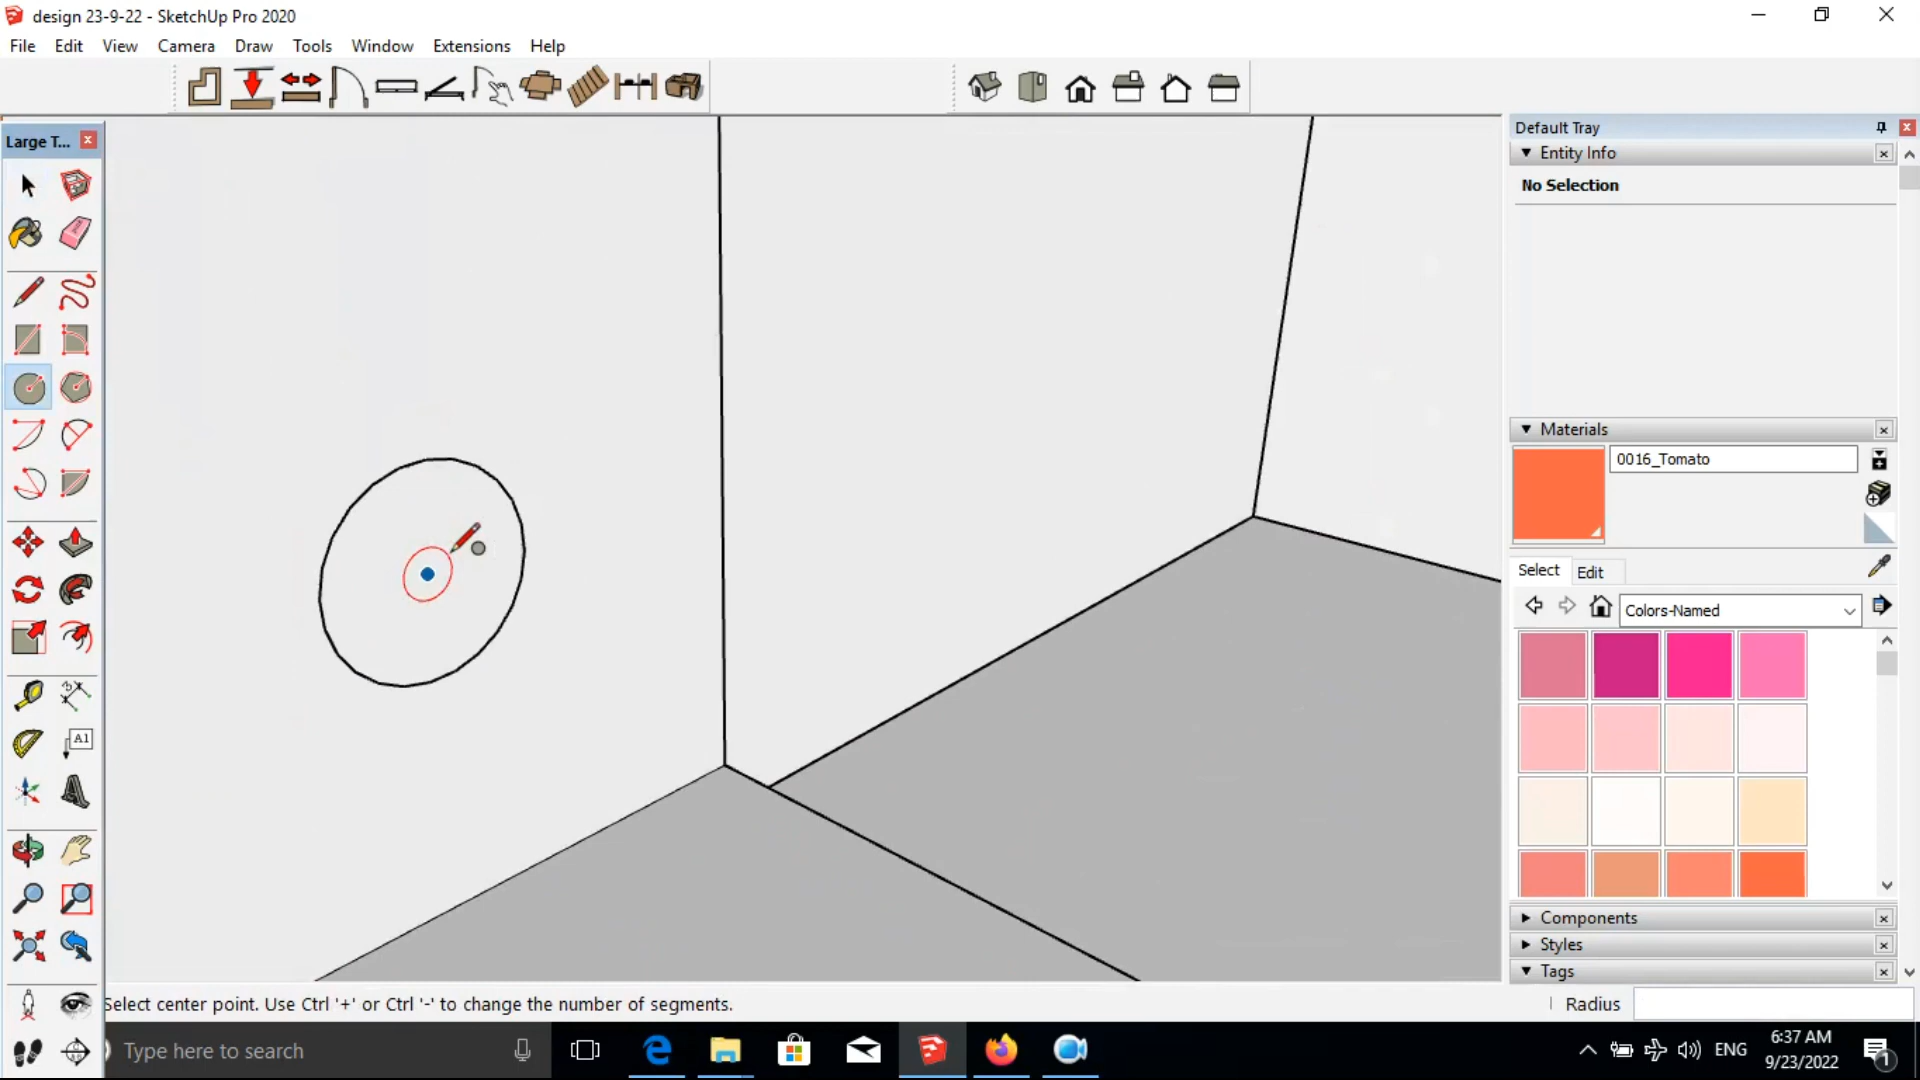 design 23-9-22 - SketchUp Pro 2020
File Edit View Camera Draw Tools Window Extensions Help
Large T...
Default Tray
Entity Info
No Selection
Materials
0016_Tomato
Select Edit
Colors-Named
A1
Components
Styles
Tags
Select center point. Use Ctrl '+' or Ctrl '-' to change the number of segments.
Radius
Type here to search
ENG
6:37 AM
9/23/2022
1